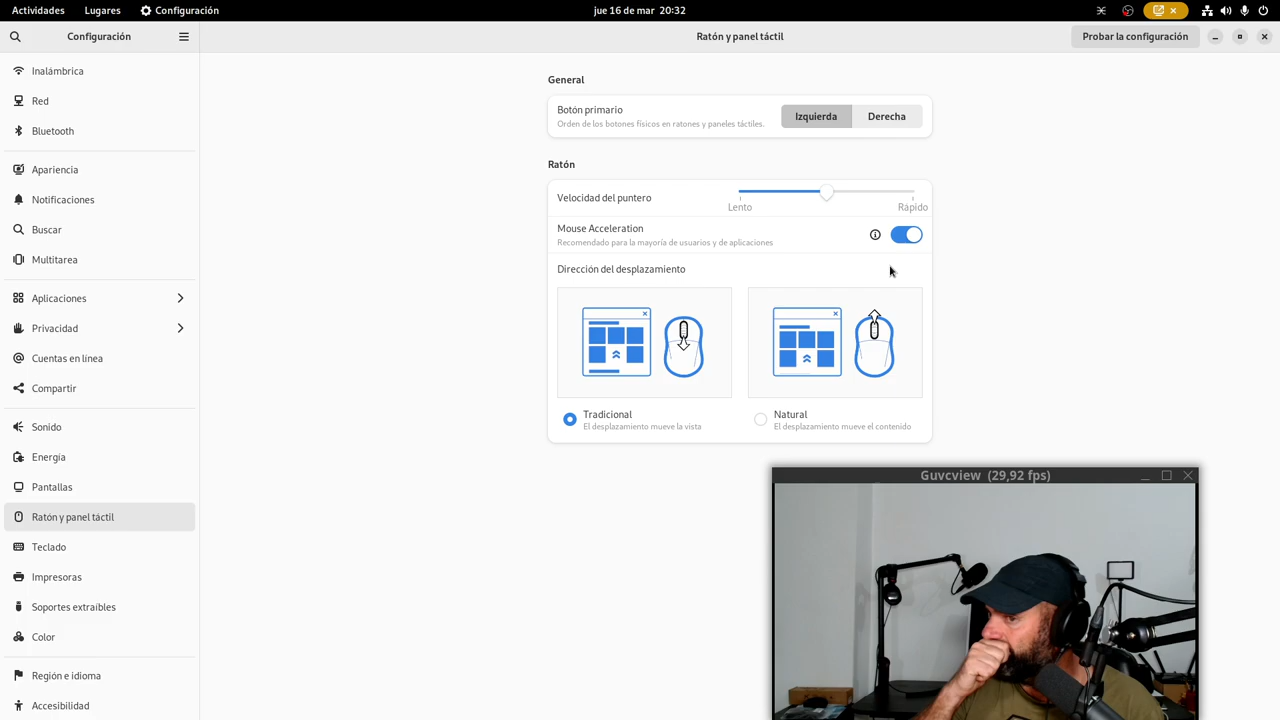 Actividades Lugares Configuración jue 16 de mar 20:32
Configuración Ratón y panel táctil Probar la configuración
Inalámbrica
Red
Bluetooth
Apariencia
Notificaciones
Buscar
Multitarea
Aplicaciones
Privacidad
Cuentas en línea
Compartir
Sonido
Energía
Pantallas
Ratón y panel táctil
Teclado
Impresoras
Soportes extraíbles
Color
Región e idioma
Accesibilidad
General
Botón primario
Orden de los botones físicos en ratones y paneles táctiles.
Izquierda Derecha
Ratón
Velocidad del puntero
Lento Rápido
Mouse Acceleration
Recomendado para la mayoría de usuarios y de aplicaciones
Dirección del desplazamiento
Tradicional
El desplazamiento mueve la vista
Natural
El desplazamiento mueve el contenido
Guvcview (29,92 fps)